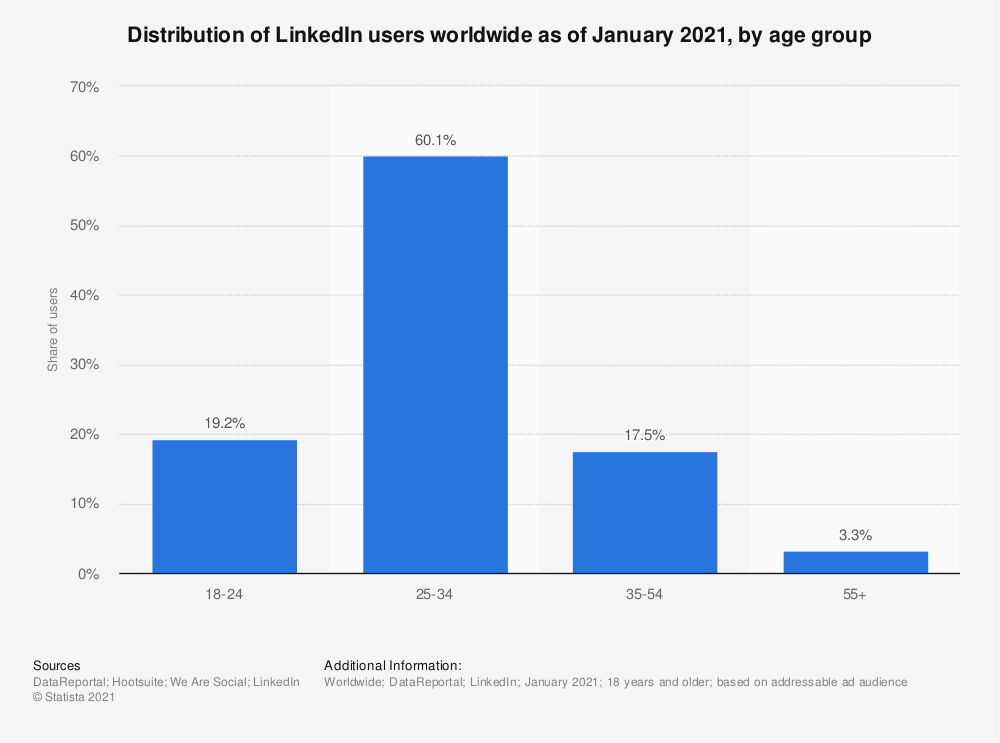 Distribution of LinkedIn users worldwide as of January 2021, by age group
70%
60%
50%
40%
30%
20%
10%
0%
Share of users
19.2%
60.1%
17.5%
3.3%
18-24
25-34
35-54
55+
Sources
DataReportal; Hootsuite; We Are Social; LinkedIn
© Statista 2021
Additional Information:
Worldwide; DataReportal; LinkedIn; January 2021; 18 years and older; based on addressable ad audience